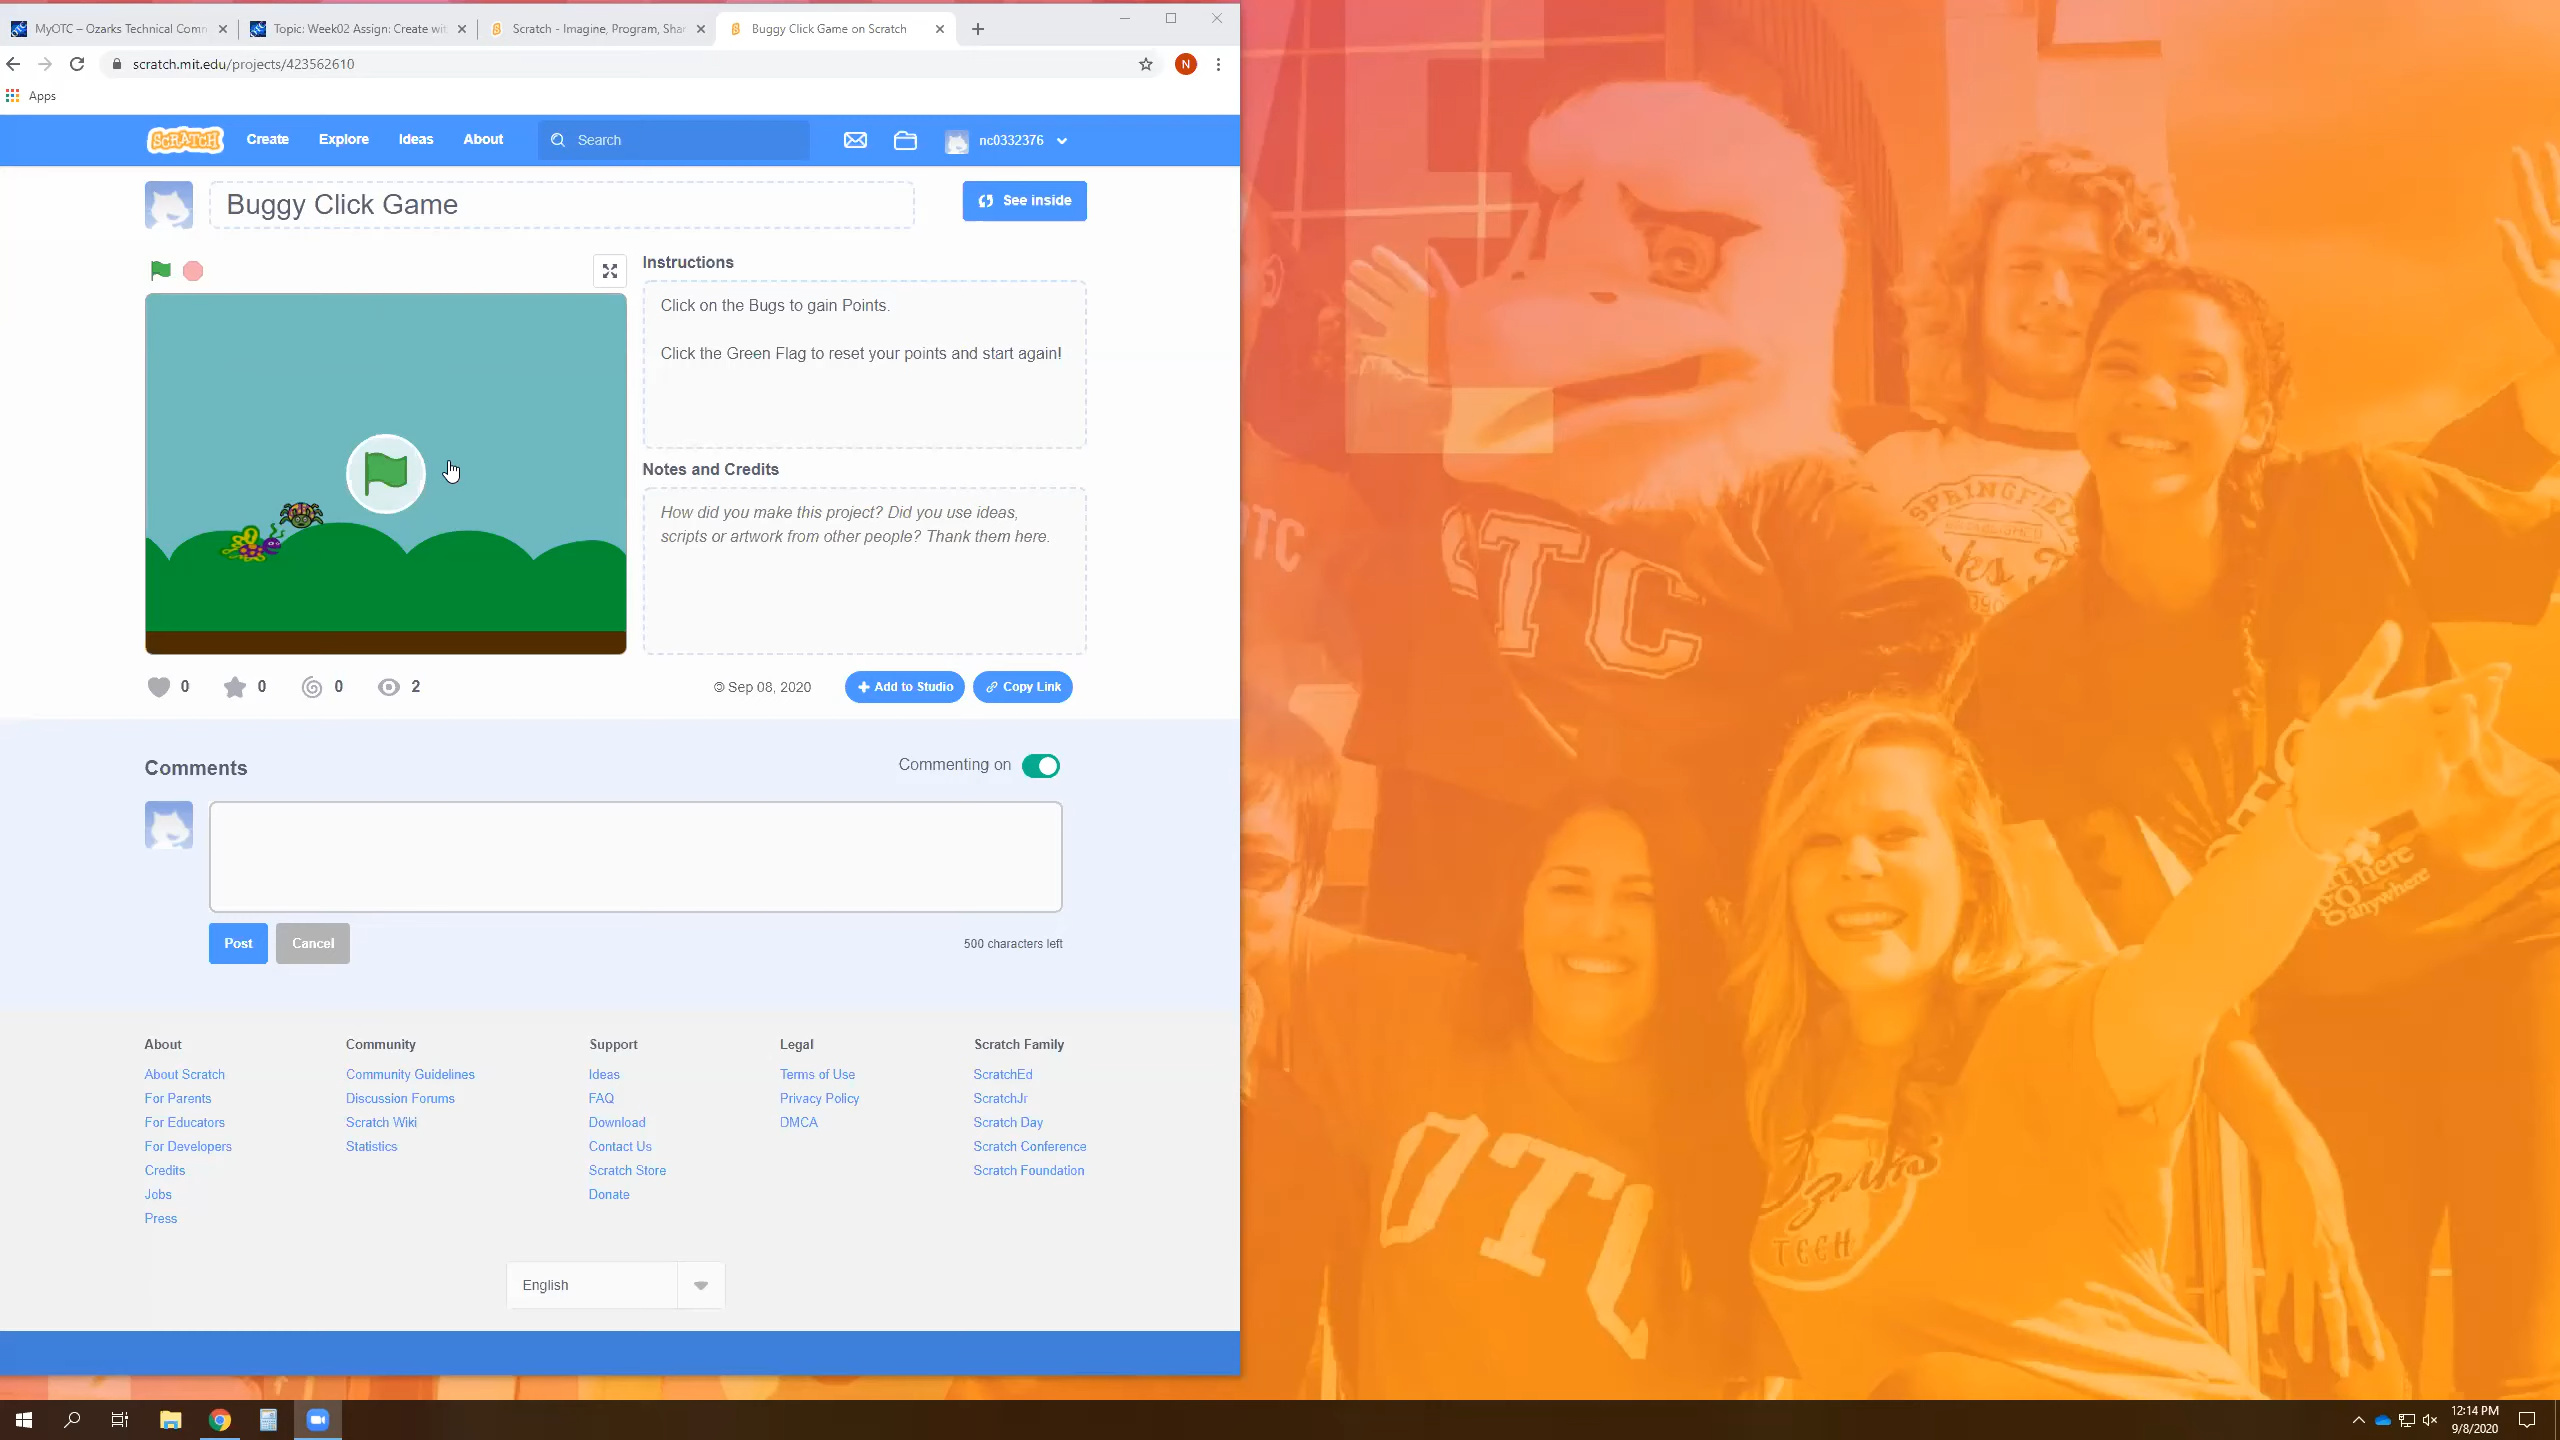 MyOTC – Ozarks Technical Comm
Topic: Week02 Assign: Create wit
Scratch - Imagine, Program, Shar
Buggy Click Game on Scratch
scratch.mit.edu/projects/423562610
N
Apps
SCRATCH
Create
Explore
Ideas
About
Search
nc0332376
Buggy Click Game
See inside
Instructions
Click on the Bugs to gain Points.
Click the Green Flag to reset your points and start again!
Notes and Credits
How did you make this project? Did you use ideas,
scripts or artwork from other people? Thank them here.
0
0
0
2
© Sep 08, 2020
Add to Studio
Copy Link
Comments
Commenting on
Post
Cancel
500 characters left
About
About Scratch
For Parents
For Educators
For Developers
Credits
Jobs
Press
Community
Community Guidelines
Discussion Forums
Scratch Wiki
Statistics
Support
Ideas
FAQ
Download
Contact Us
Scratch Store
Donate
Legal
Terms of Use
Privacy Policy
DMCA
Scratch Family
ScratchEd
ScratchJr
Scratch Day
Scratch Conference
Scratch Foundation
English
OTC
TC
SPRINGFIELD
OTC
Ozarks
TECH
go
anywhere
12:14 PM
9/8/2020